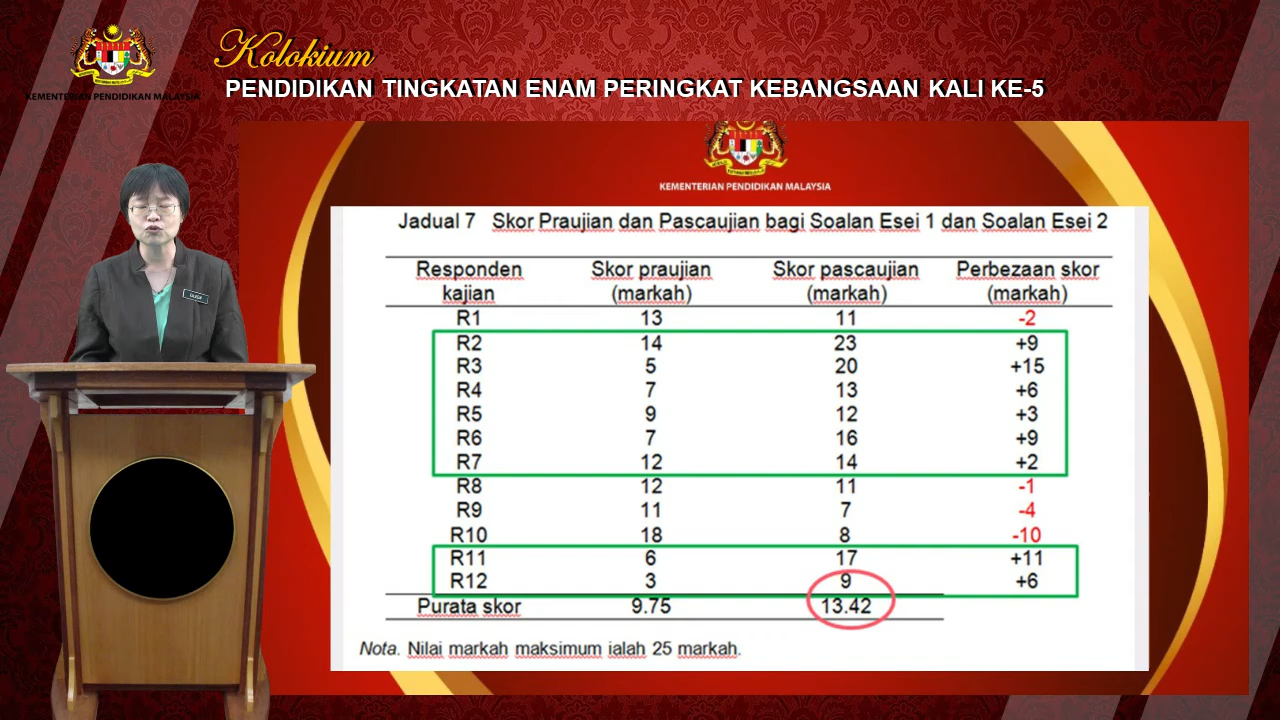 Kolokium
KEMENTERIAN PENDIDIKAN MALAYSIA
PENDIDIKAN TINGKATAN ENAM PERINGKAT KEBANGSAAN KALI KE-5
KEMENTERIAN PENDIDIKAN MALAYSIA
Jadual 7 Skor Praujian dan Pascaujian bagi Soalan Esei 1 dan Soalan Esei 2
Responden kajian Skor praujian (markah) Skor pascaujian (markah) Perbezaan skor (markah)
R1 13 11 -2
R2 14 23 +9
R3 5 20 +15
R4 7 13 +6
R5 9 12 +3
R6 7 16 +9
R7 12 14 +2
R8 12 11 -1
R9 11 7 -4
R10 18 8 -10
R11 6 17 +11
R12 3 9 +6
Purata skor 9.75 13.42
Nota. Nilai markah maksimum ialah 25 markah.